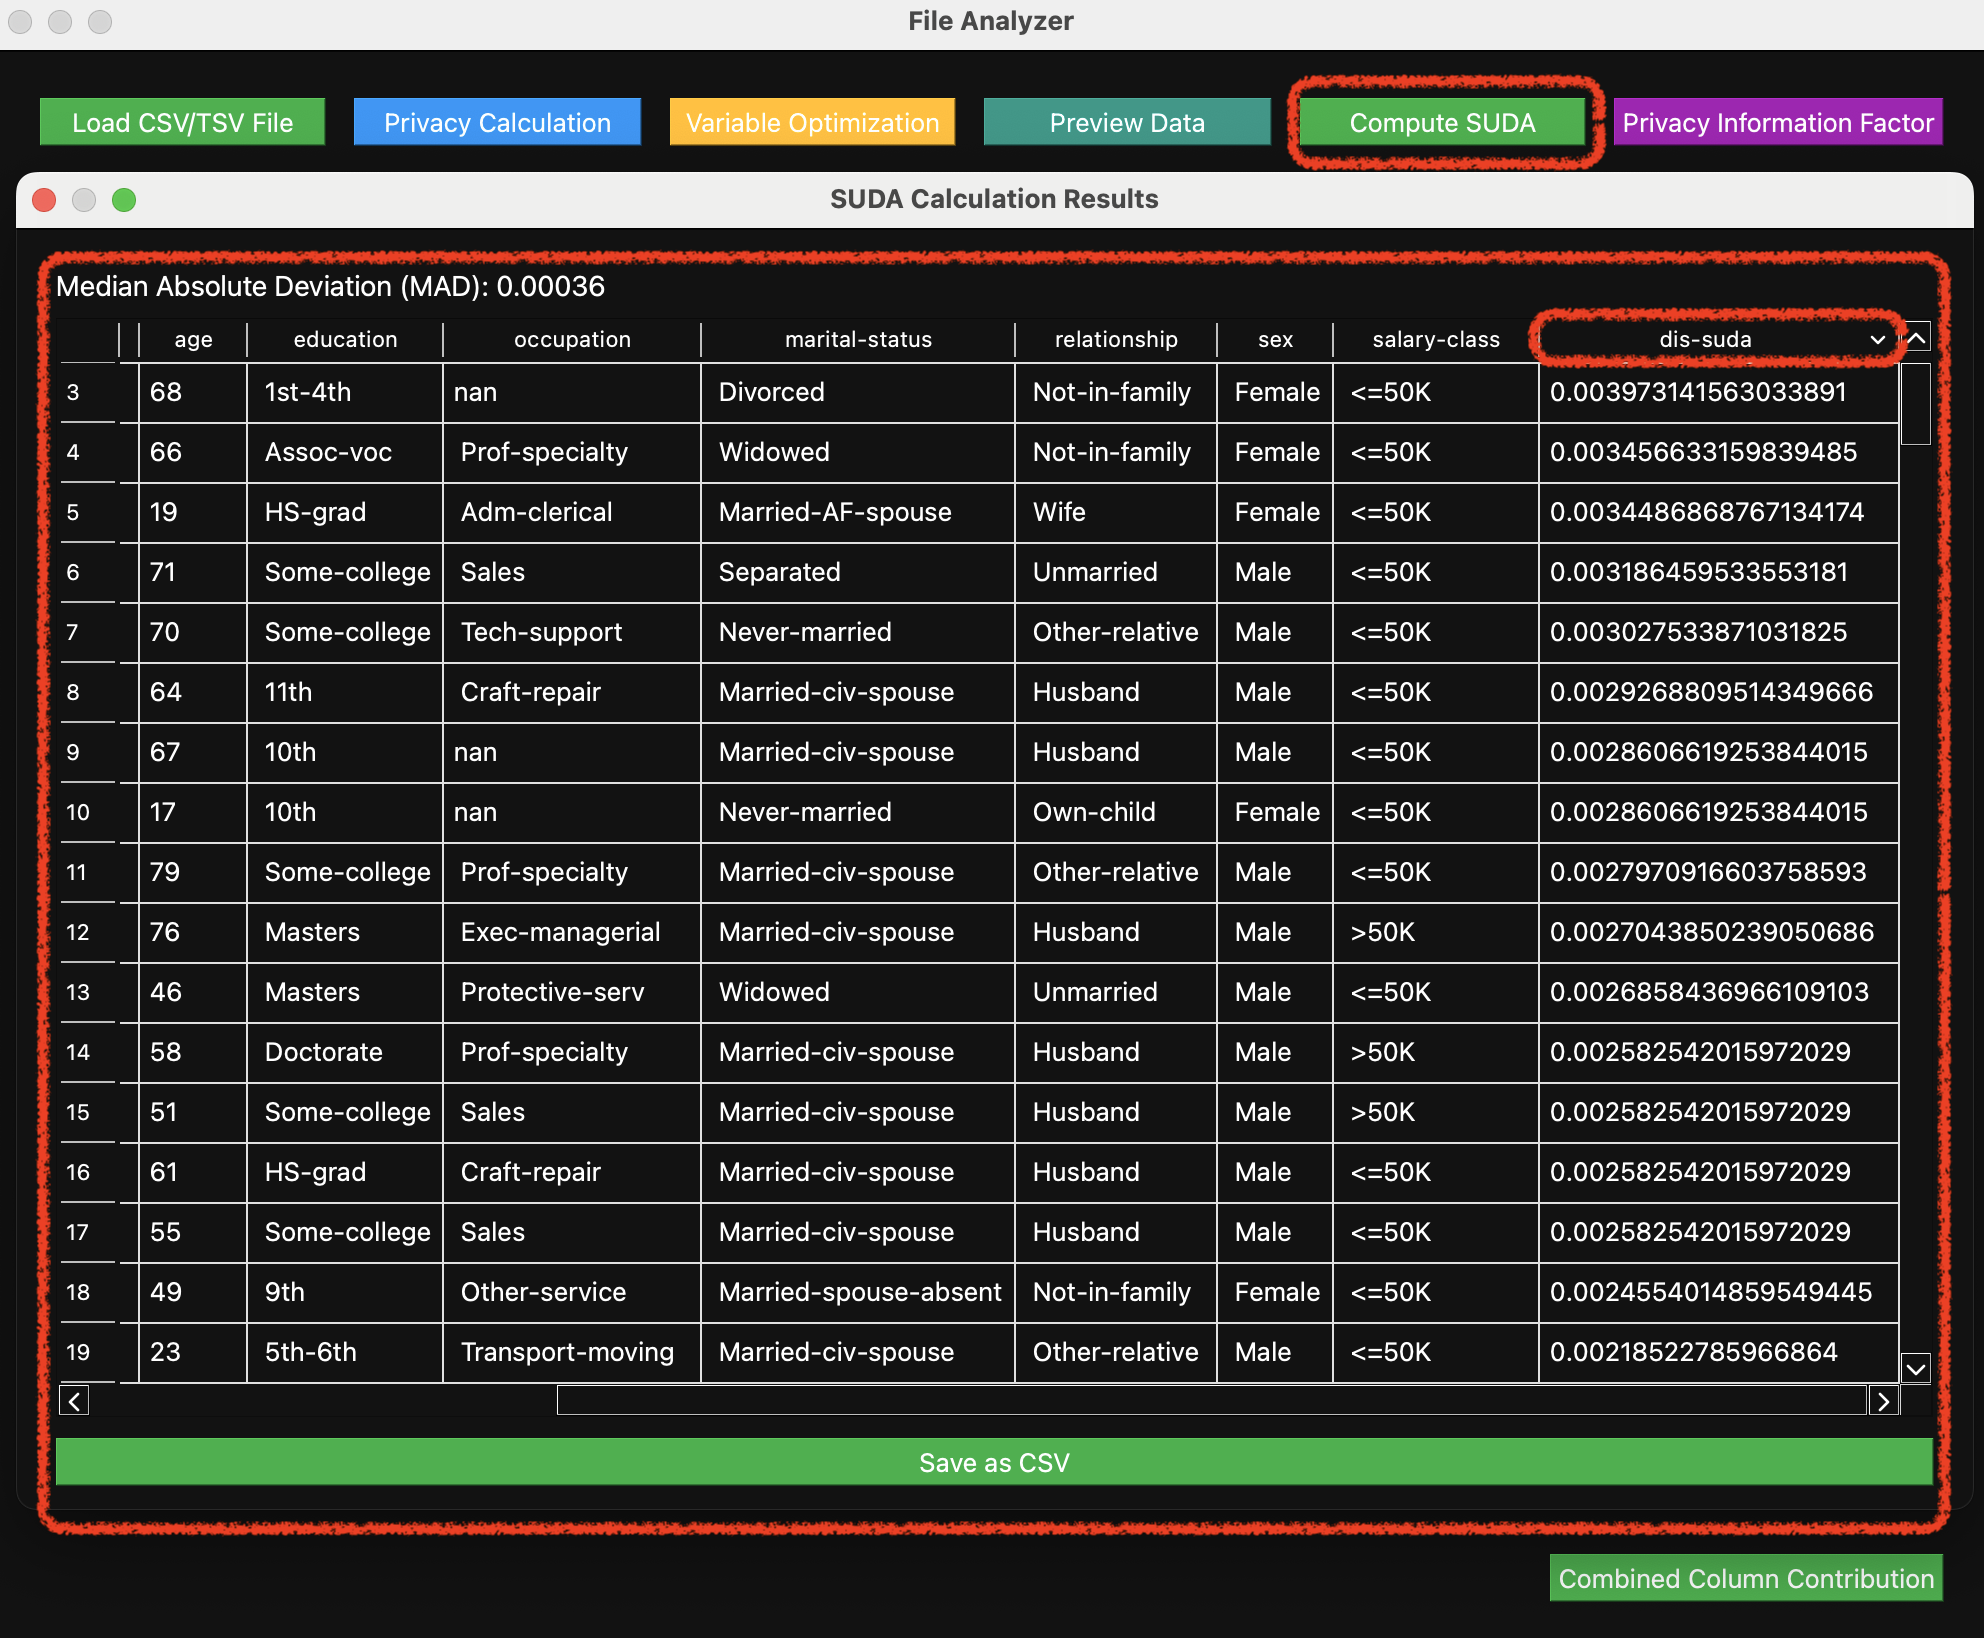 File Analyzer
Load CSV/TSV File Privacy Calculation Variable Optimization Preview Data Compute SUDA Privacy Information Factor
SUDA Calculation Results
Median Absolute Deviation (MAD): 0.00036
age education occupation marital-status relationship sex salary-class dis-suda
3 68 1st-4th nan Divorced Not-in-family Female <=50K 0.003973141563033891
4 66 Assoc-voc Prof-specialty Widowed Not-in-family Female <=50K 0.003456633159839485
5 19 HS-grad Adm-clerical Married-AF-spouse Wife Female <=50K 0.0034486868767134174
6 71 Some-college Sales Separated Unmarried Male <=50K 0.003186459533553181
7 70 Some-college Tech-support Never-married Other-relative Male <=50K 0.003027533871031825
8 64 11th Craft-repair Married-civ-spouse Husband Male <=50K 0.0029268809514349666
9 67 10th nan Married-civ-spouse Husband Male <=50K 0.0028606619253844015
10 17 10th nan Never-married Own-child Female <=50K 0.0028606619253844015
11 79 Some-college Prof-specialty Married-civ-spouse Other-relative Male <=50K 0.0027970916603758593
12 76 Masters Exec-managerial Married-civ-spouse Husband Male >50K 0.0027043850239050686
13 46 Masters Protective-serv Widowed Unmarried Male <=50K 0.0026858436966109103
14 58 Doctorate Prof-specialty Married-civ-spouse Husband Male >50K 0.002582542015972029
15 51 Some-college Sales Married-civ-spouse Husband Male >50K 0.002582542015972029
16 61 HS-grad Craft-repair Married-civ-spouse Husband Male <=50K 0.002582542015972029
17 55 Some-college Sales Married-civ-spouse Husband Male <=50K 0.002582542015972029
18 49 9th Other-service Married-spouse-absent Not-in-family Female <=50K 0.0024554014859549445
19 23 5th-6th Transport-moving Married-civ-spouse Other-relative Male <=50K 0.00218522785966864
Save as CSV
Combined Column Contribution